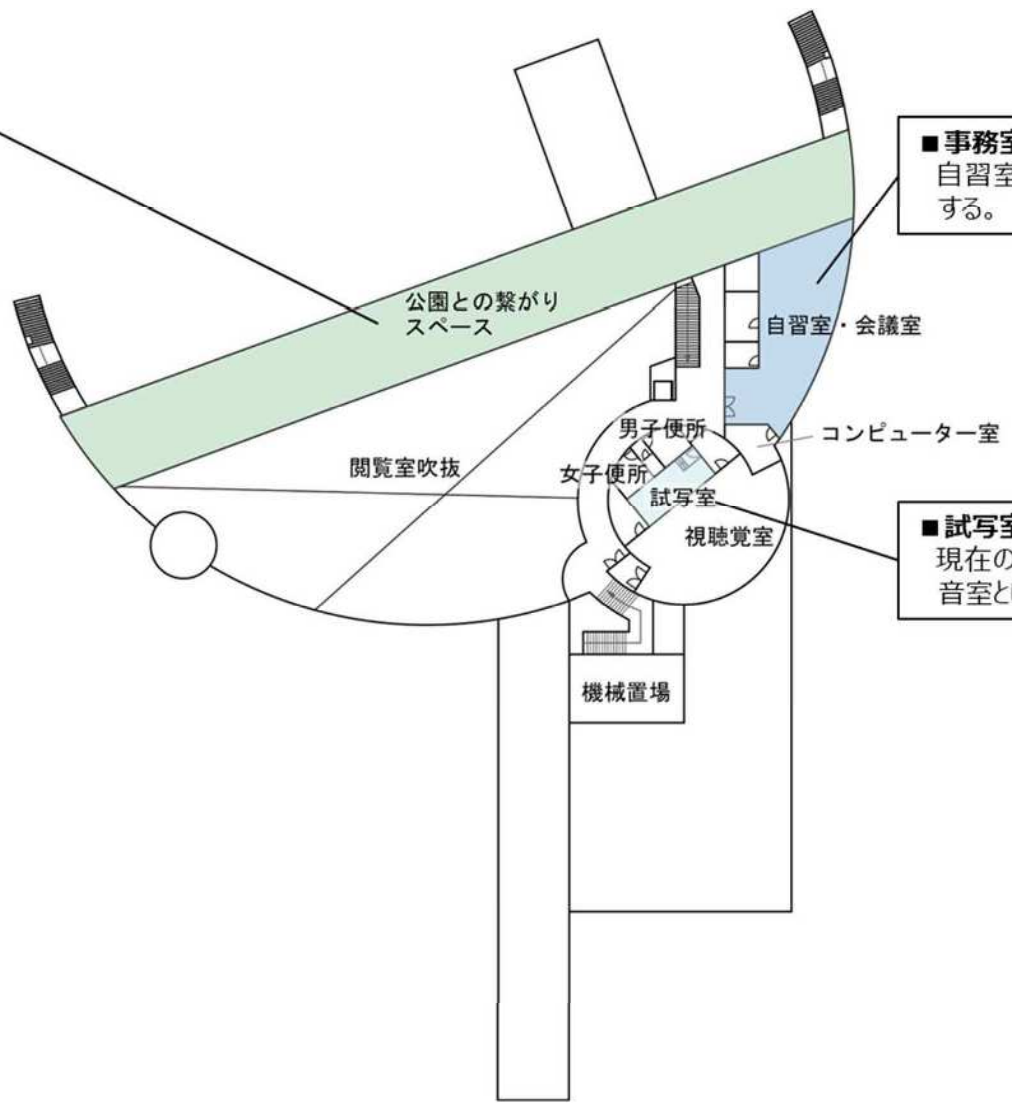 ■事務室
自習室
する。
公園との繋がり
スペース
自習室・会議室
コンピューター室
男子便所
閲覧室吹抜
女子便所
試写室
視聴覚室
■試写室
現在の
音室と
機械置場